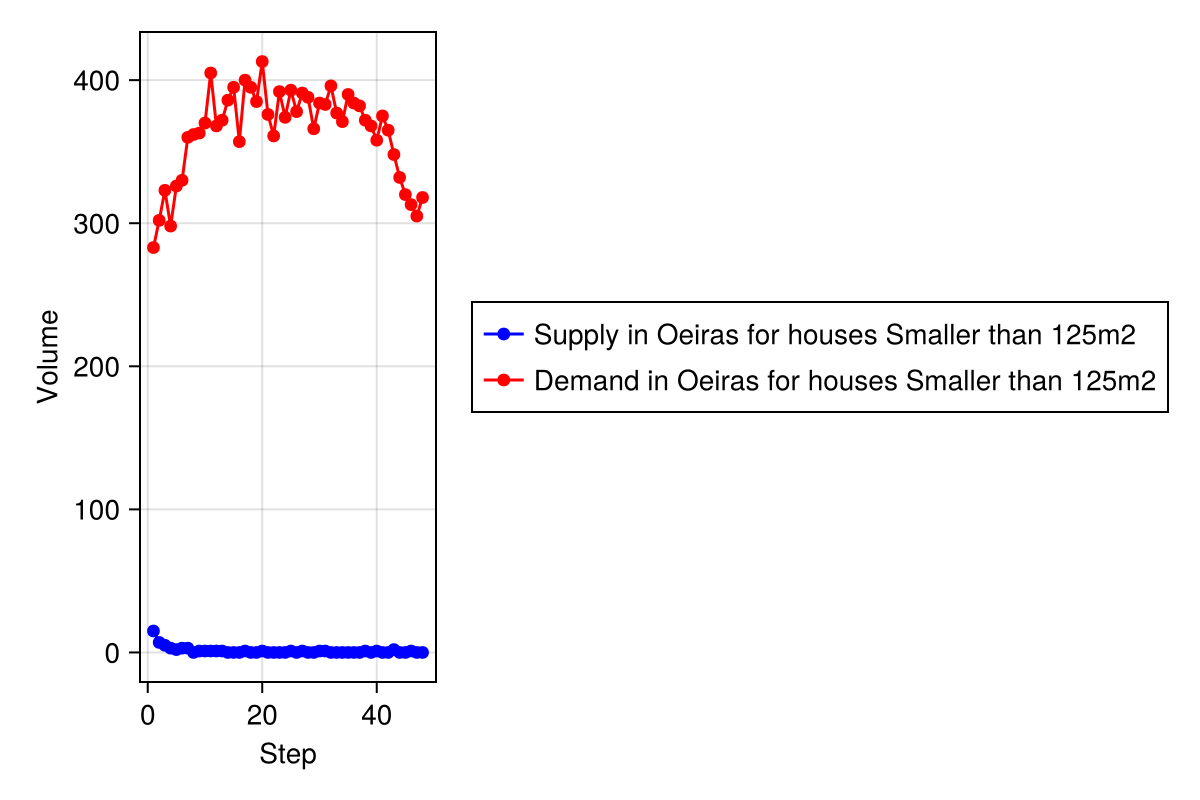 400
300
200
100
0
Volume
0 20 40
Step
Supply in Oeiras for houses Smaller than 125m2
Demand in Oeiras for houses Smaller than 125m2